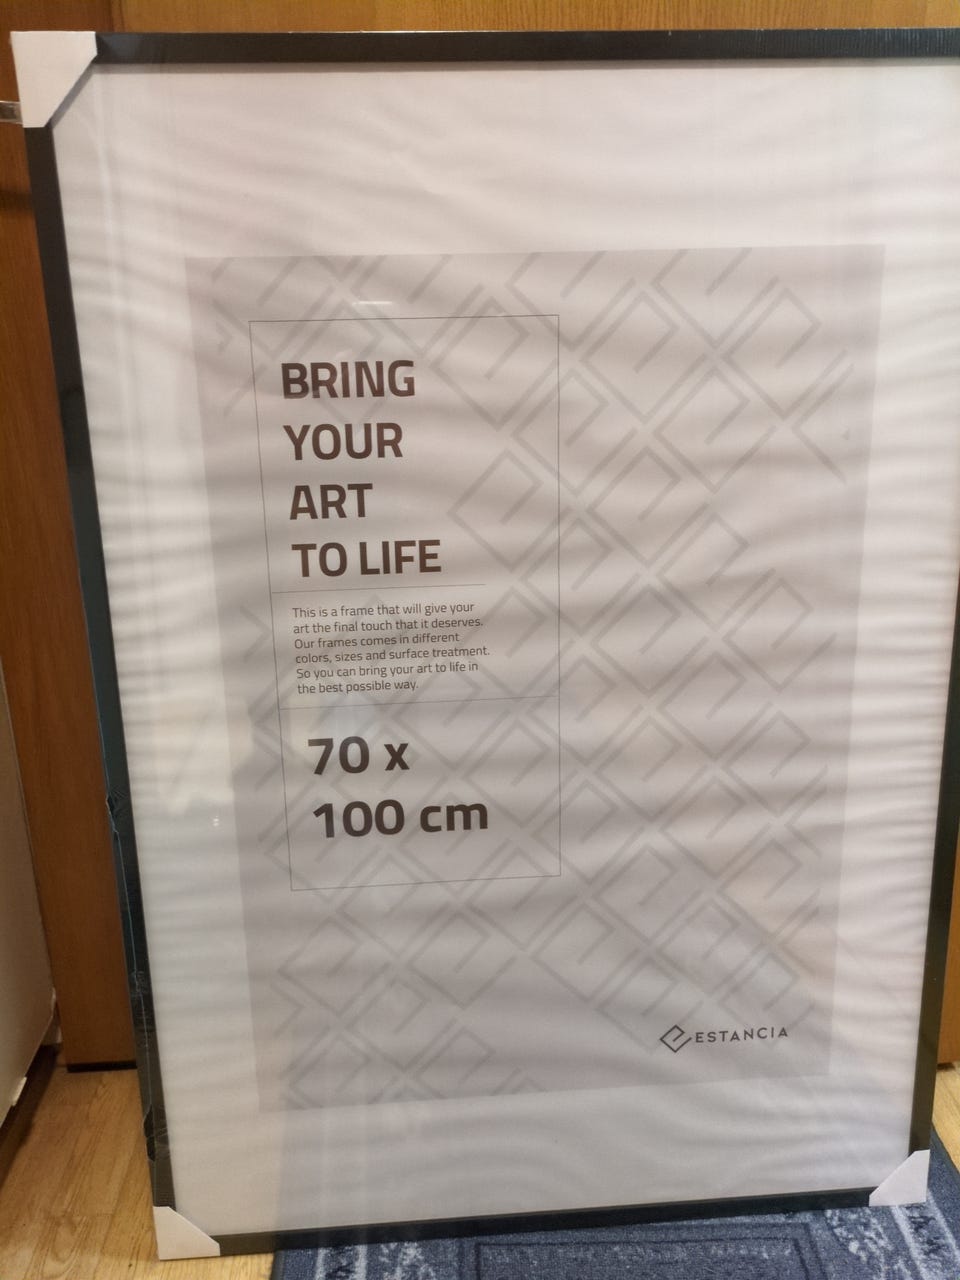 BRING
YOUR
ART
TO LIFE
This is a frame that will give your
art the final touch that it deserves.
Our frames comes in different
colors, sizes and surface treatment.
So you can bring your art to life in
the best possible way.
70 x
100 cm
ESTANCIA